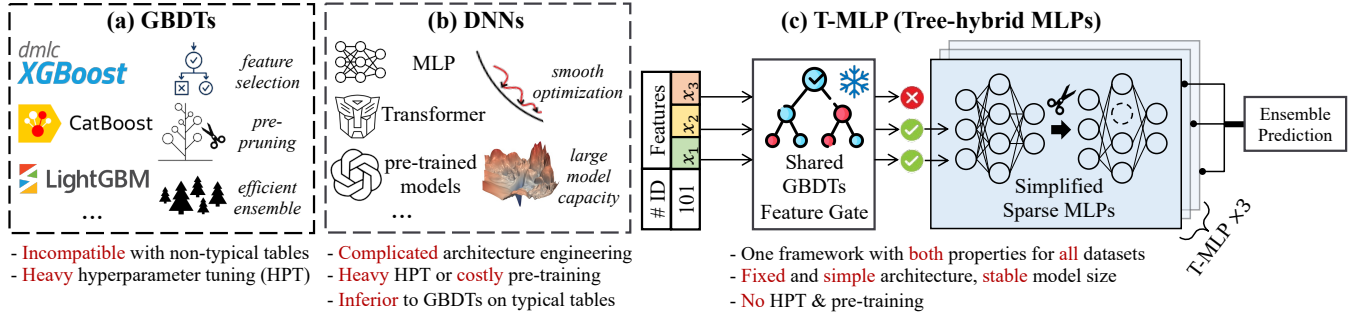 (a) GBDTs
dmlc
XGBoost
feature
selection
CatBoost
pre-
pruning
LightGBM
efficient
ensemble
...
- Incompatible with non-typical tables
- Heavy hyperparameter tuning (HPT)
(b) DNNs
MLP
smooth
optimization
Transformer
pre-trained
models
large
model
capacity
...
- Complicated architecture engineering
- Heavy HPT or costly pre-training
- Inferior to GBDTs on typical tables
(c) T-MLP (Tree-hybrid MLPs)
Features
x3
x2
x1
# ID
101
Shared
GBDTs
Feature Gate
Simplified
Sparse MLPs
T-MLP ×3
Ensemble
Prediction
- One framework with both properties for all datasets
- Fixed and simple architecture, stable model size
- No HPT & pre-training